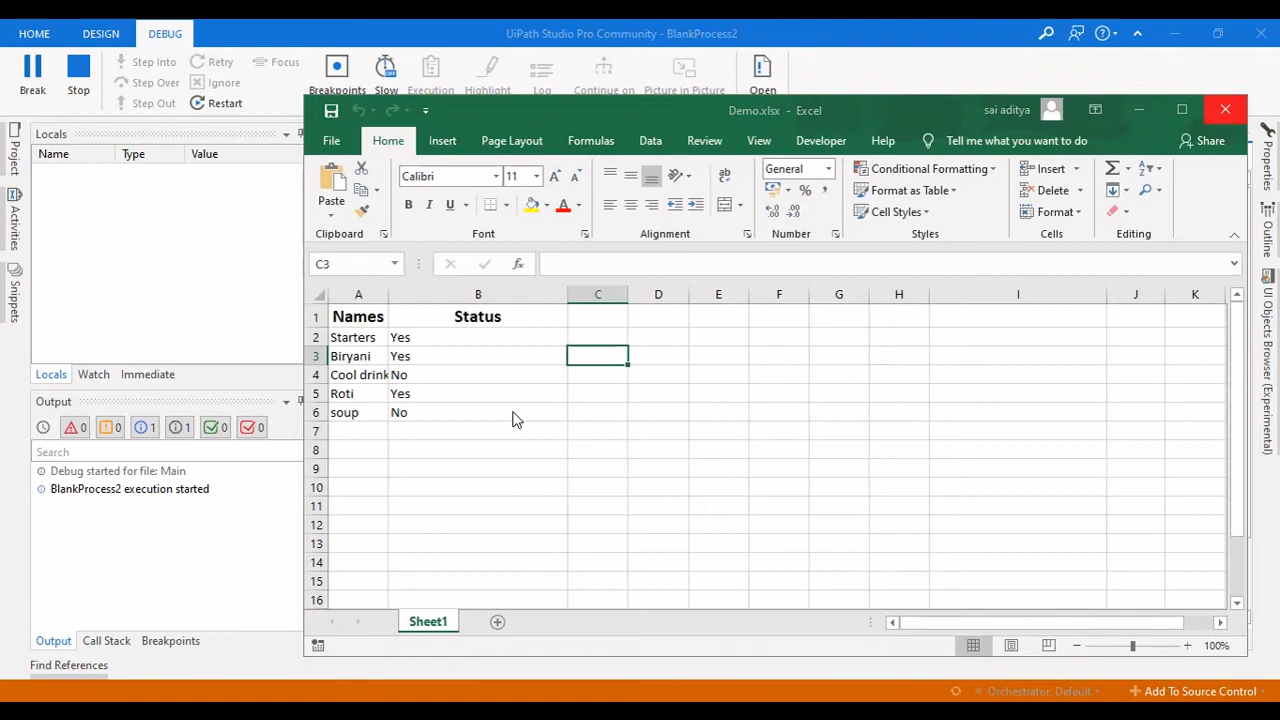 HOME DESIGN DEBUG UiPath Studio Pro Community - BlankProcess2
Break Stop Step Into Step Over Step Out Retry Ignore Restart Focus Breakpoints Slow Execution Highlight Log Continue on Picture in Picture Open
Locals
Name Type Value
Locals Watch Immediate
Output
0 0 1 1 0 0
Search
Debug started for file: Main
BlankProcess2 execution started
Output Call Stack Breakpoints
Find References
Project
Activities
Snippets
Properties
Outline
UI Objects Browser (Experimental)
Demo.xlsx - Excel sai aditya
File Home Insert Page Layout Formulas Data Review View Developer Help Tell me what you want to do Share
Paste Calibri 11 B I U A General % , Conditional Formatting Insert
Format as Table Delete
Cell Styles Format
Clipboard Font Alignment Number Styles Cells Editing
C3 fx
A B C D E F G H I J K
1 Names Status
2 Starters Yes
3 Biryani Yes
4 Cool drink No
5 Roti Yes
6 soup No
7
8
9
10
11
12
13
14
15
16
Sheet1
100%
Orchestrator, Default Add To Source Control